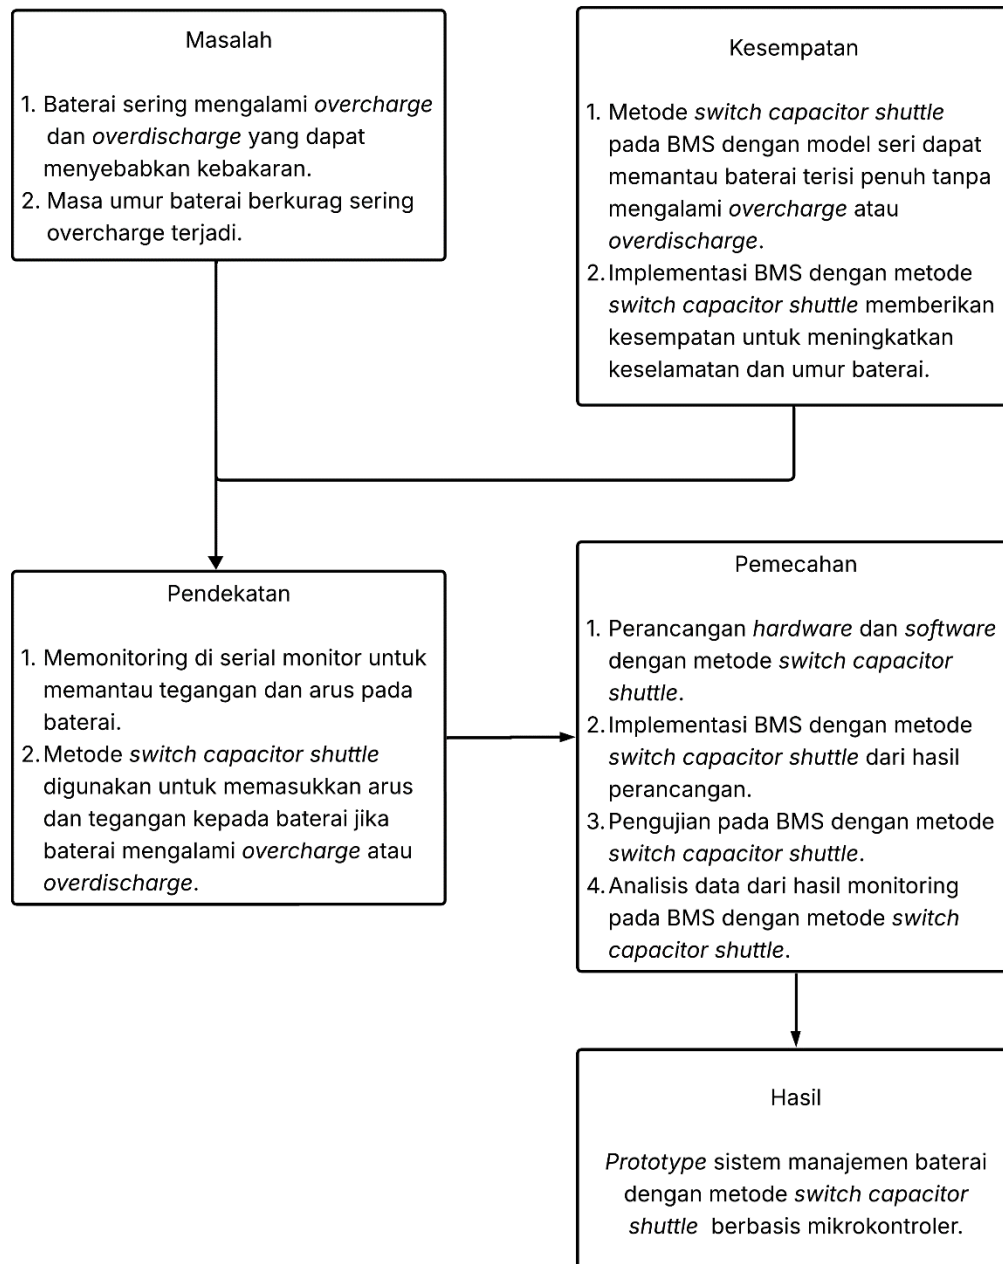 Masalah
1. Baterai sering mengalami overcharge
dan overdischarge yang dapat
menyebabkan kebakaran.
2. Masa umur baterai berkurag sering
overcharge terjadi.
Kesempatan
1. Metode switch capacitor shuttle
pada BMS dengan model seri dapat
memantau baterai terisi penuh tanpa
mengalami overcharge atau
overdischarge.
2. Implementasi BMS dengan metode
switch capacitor shuttle memberikan
kesempatan untuk meningkatkan
keselamatan dan umur baterai.
Pendekatan
1. Memonitoring di serial monitor untuk
memantau tegangan dan arus pada
baterai.
2. Metode switch capacitor shuttle
digunakan untuk memasukkan arus
dan tegangan kepada baterai jika
baterai mengalami overcharge atau
overdischarge.
Pemecahan
1. Perancangan hardware dan software
dengan metode switch capacitor
shuttle.
2. Implementasi BMS dengan metode
switch capacitor shuttle dari hasil
perancangan.
3. Pengujian pada BMS dengan metode
switch capacitor shuttle.
4. Analisis data dari hasil monitoring
pada BMS dengan metode switch
capacitor shuttle.
Hasil
Prototype sistem manajemen baterai
dengan metode switch capacitor
shuttle berbasis mikrokontroler.